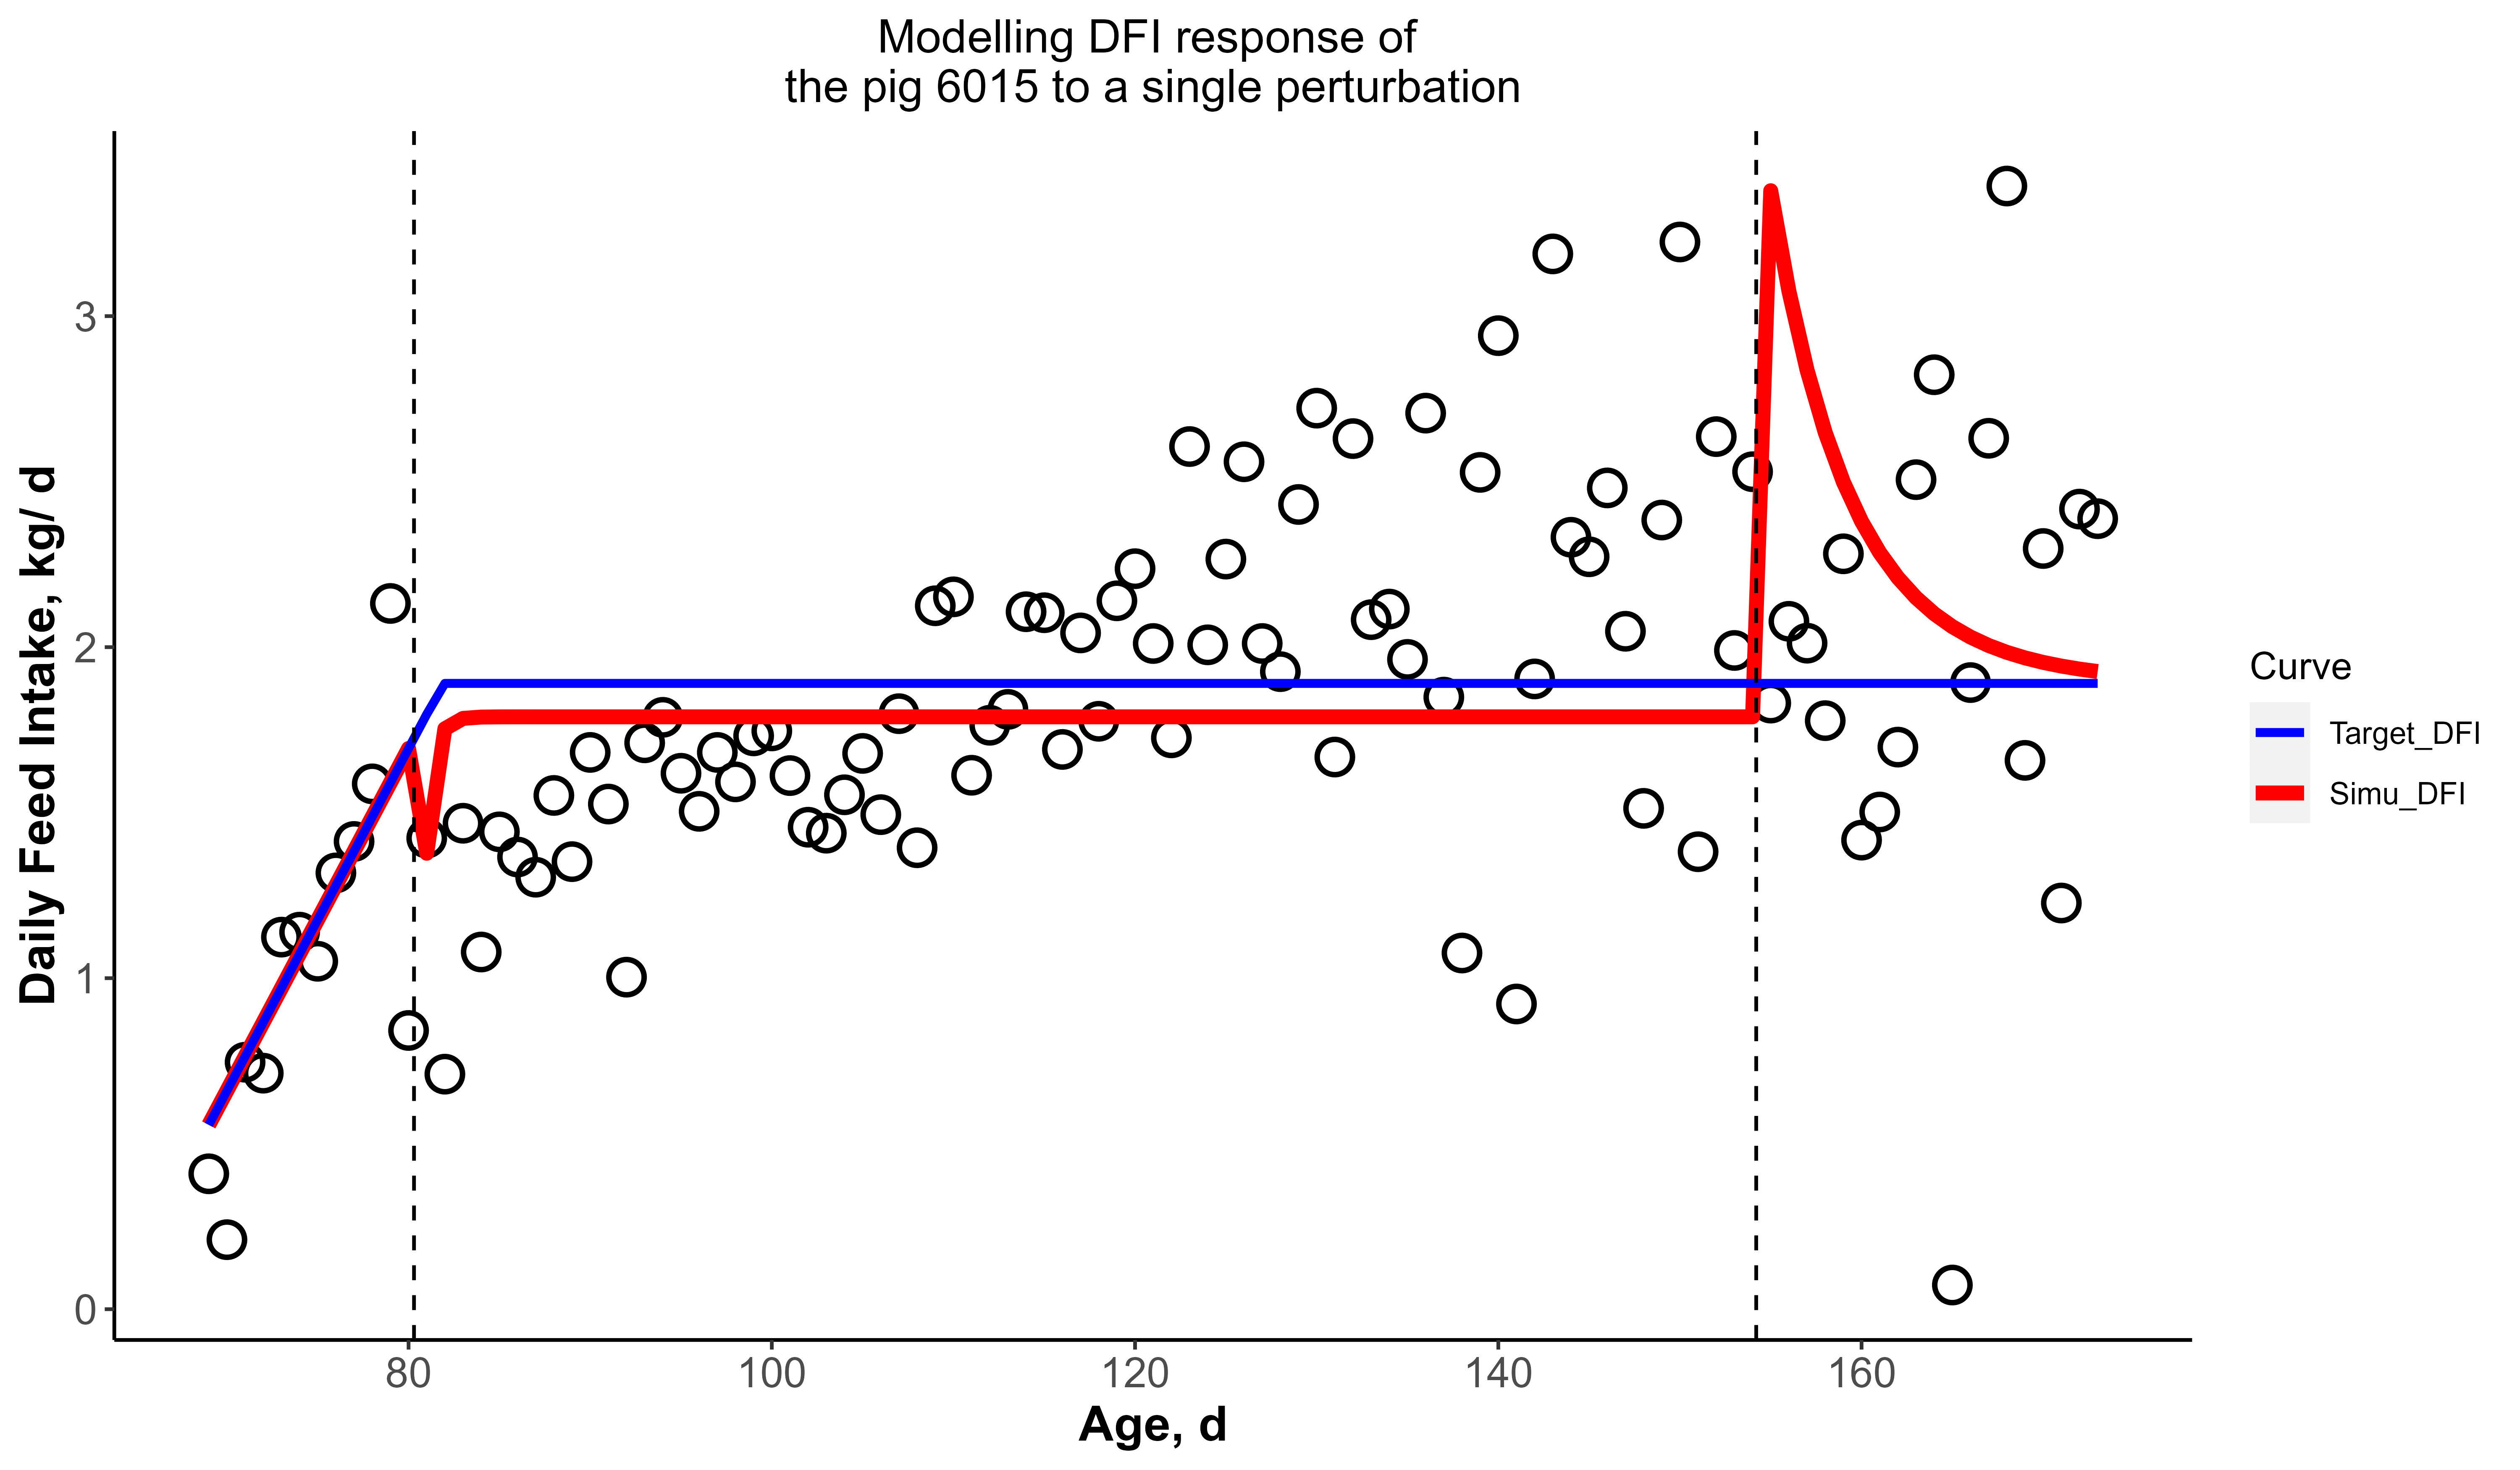 Modelling DFI response of
the pig 6015 to a single perturbation
Daily Feed Intake, kg/ d
3
2
1
0
80 100 120 140 160
Age, d
Curve
Target_DFI
Simu_DFI